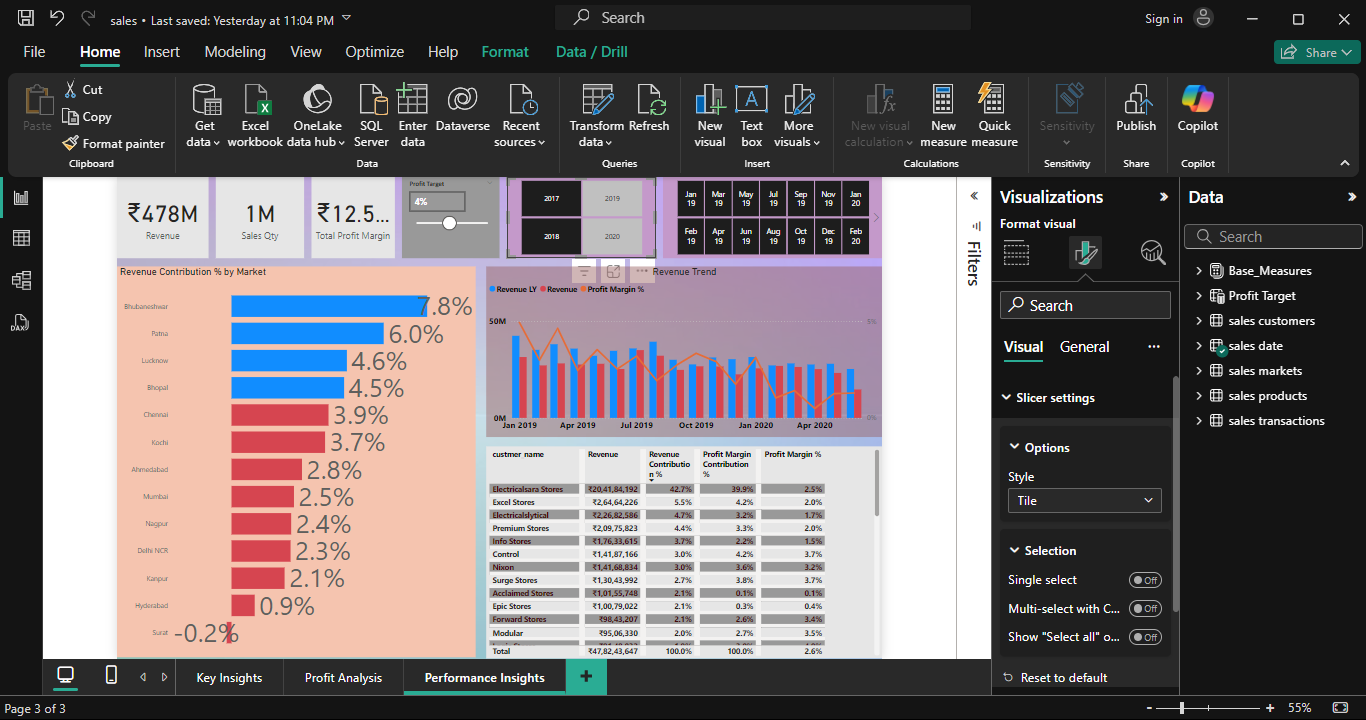 sales • Last saved: Yesterday at 11:04 PM
Search
Sign in
File Home Insert Modeling View Optimize Help Format Data / Drill
Share
Paste
Cut
Copy
Format painter
Clipboard
Get data
Excel workbook
OneLake data hub
SQL Server
Enter data
Dataverse
Recent sources
Data
Transform data
Refresh
Queries
New visual
Text box
More visuals
Insert
New visual calculation
New measure
Quick measure
Calculations
Sensitivity
Sensitivity
Publish
Share
Copilot
Copilot
₹478M
Revenue
1M
Sales Qty
₹12.5...
Total Profit Margin
Profit Target
4%
2017 2019
2018 2020
Jan 19 Mar 19 May 19 Jul 19 Sep 19 Nov 19 Jan 20
Feb 19 Apr 19 Jun 19 Aug 19 Oct 19 Dec 19 Feb 20
Revenue Contribution % by Market
Bhubaneshwar 7.8%
Patna 6.0%
Lucknow 4.6%
Bhopal 4.5%
Chennai 3.9%
Kochi 3.7%
Ahmedabad 2.8%
Mumbai 2.5%
Nagpur 2.4%
Delhi NCR 2.3%
Kanpur 2.1%
Hyderabad 0.9%
Surat -0.2%
Revenue Trend
Revenue LY Revenue Profit Margin %
50M
0M
5%
0%
Jan 2019 Apr 2019 Jul 2019 Oct 2019 Jan 2020 Apr 2020
custmer name Revenue Revenue Contributio n % Profit Margin Contribution % Profit Margin %
Electricalsara Stores ₹20,41,84,192 42.7% 39.9% 2.5%
Excel Stores ₹2,64,64,226 5.5% 4.2% 2.0%
Electricalslytical ₹2,26,82,586 4.7% 3.2% 1.7%
Premium Stores ₹2,09,75,823 4.4% 3.3% 2.0%
Info Stores ₹1,76,33,615 3.7% 2.2% 1.5%
Control ₹1,41,87,166 3.0% 4.2% 3.7%
Nixon ₹1,41,68,834 3.0% 3.6% 3.2%
Surge Stores ₹1,30,43,992 2.7% 3.8% 3.7%
Acclaimed Stores ₹1,01,55,748 2.1% 0.1% 0.1%
Epic Stores ₹1,00,79,022 2.1% 0.3% 0.4%
Forward Stores ₹98,43,207 2.1% 2.6% 3.4%
Modular ₹95,06,330 2.0% 2.7% 3.5%
Total ₹47,82,43,647 100.0% 100.0% 2.6%
Filters
Visualizations
Format visual
Search
Visual General
Slicer settings
Options
Style
Tile
Selection
Single select Off
Multi-select with C... Off
Show "Select all" o... Off
Reset to default
Data
Search
Base_Measures
Profit Target
sales customers
sales date
sales markets
sales products
sales transactions
Key Insights Profit Analysis Performance Insights +
Page 3 of 3
- + 55%